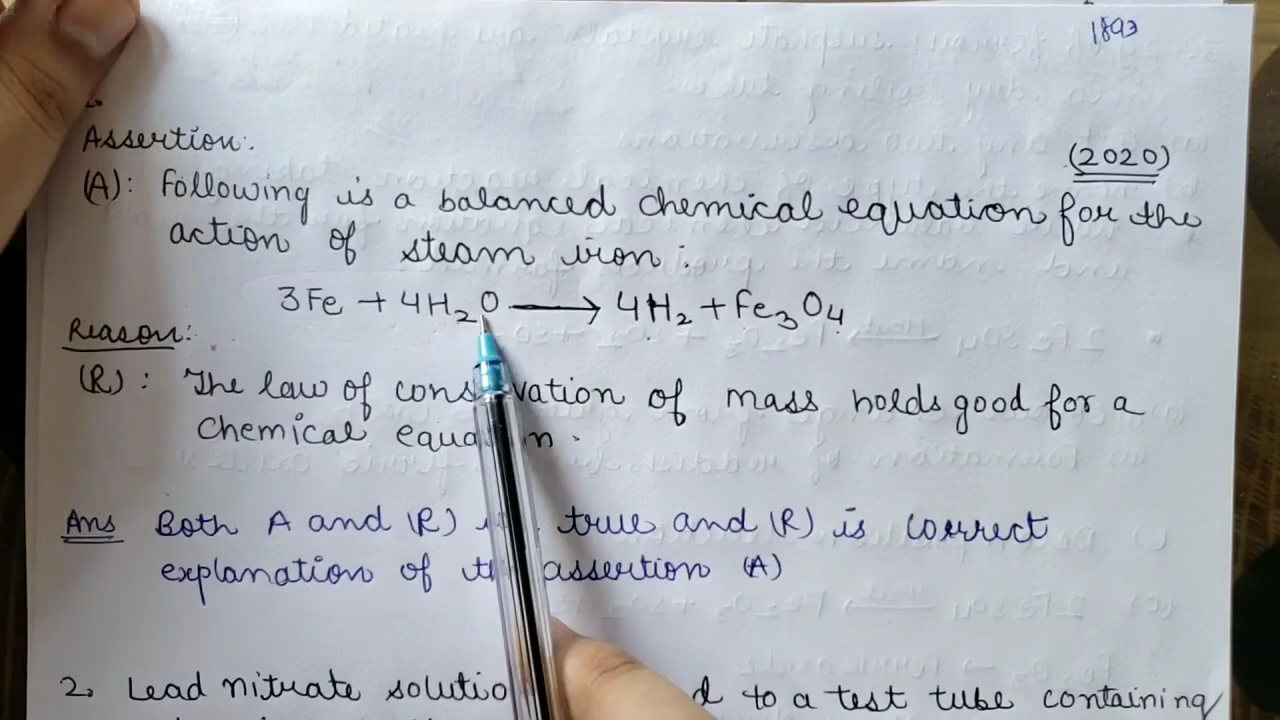 1893
Assertion:
(2020)
(A): Following is a balanced chemical equation for the
action of steam iron:
3Fe + 4H₂O ⟶ 4H₂ + Fe₃O₄
Reason:
(R): The law of cons vation of mass holds good for a
chemical equa n.
Ans Both A and (R) true and (R) is correct
explanation of th assertion (A)
2. Lead nitrate solutio d to a test tube containing